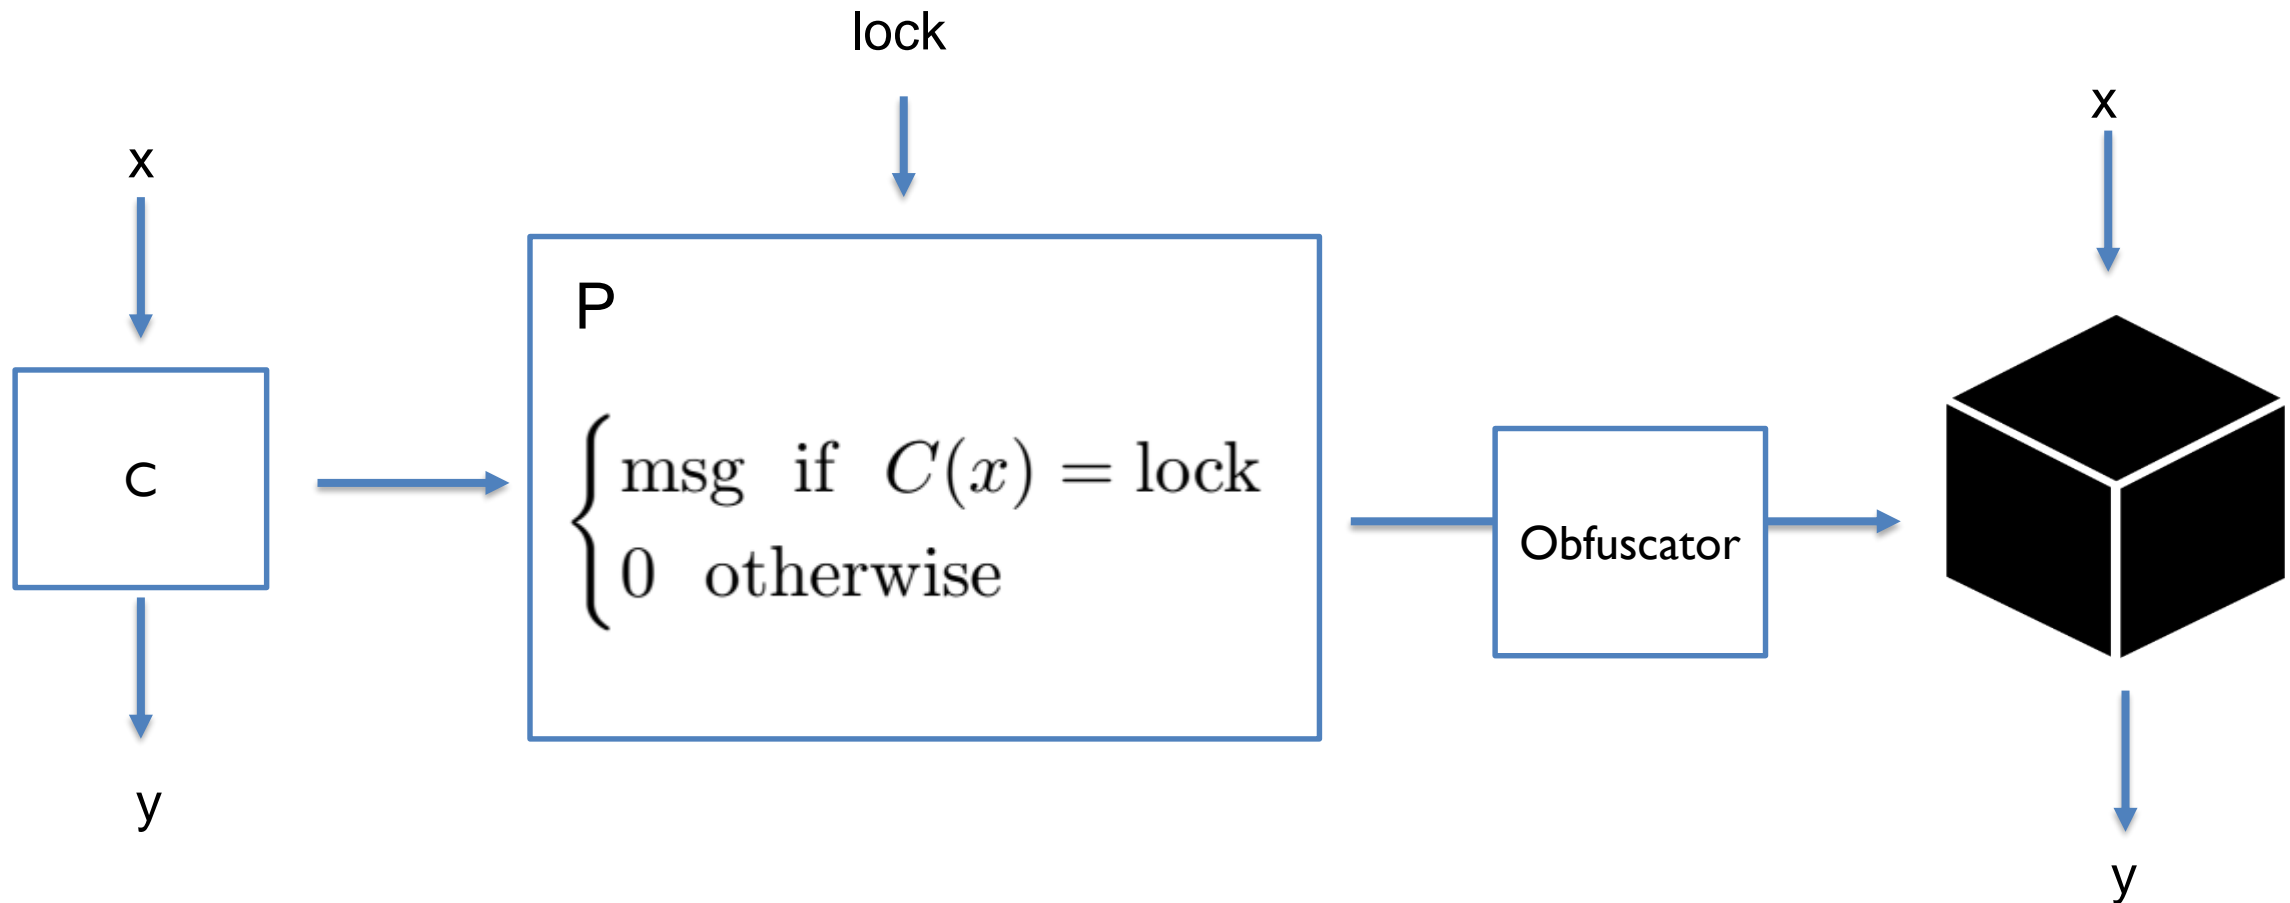 lock
x
x
P
C
msg if C(x) = lock
0 otherwise
Obfuscator
y
y